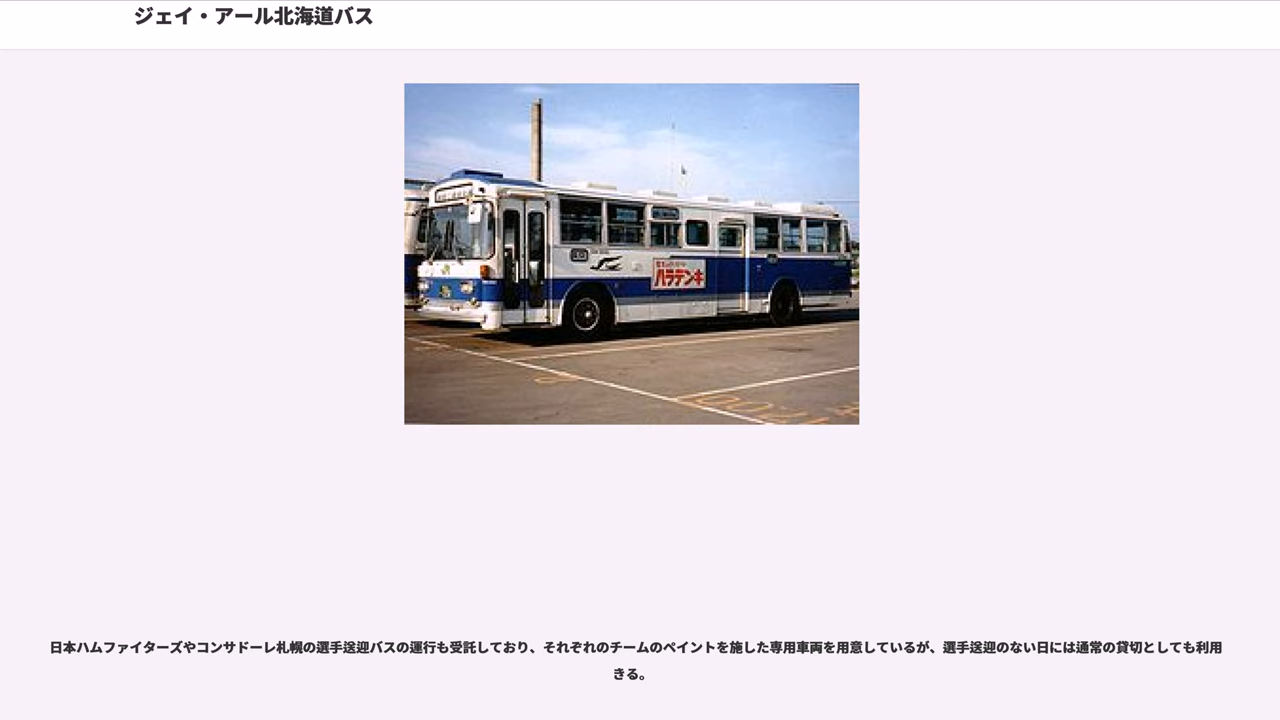 ジェイ・アール北海道バス
ハラデンキ
日本ハムファイターズやコンサドーレ札幌の選手送迎バスの運行も受託しており、それぞれのチームのペイントを施した専用車両を用意しているが、選手送迎のない日には通常の貸切としても利用
きる。